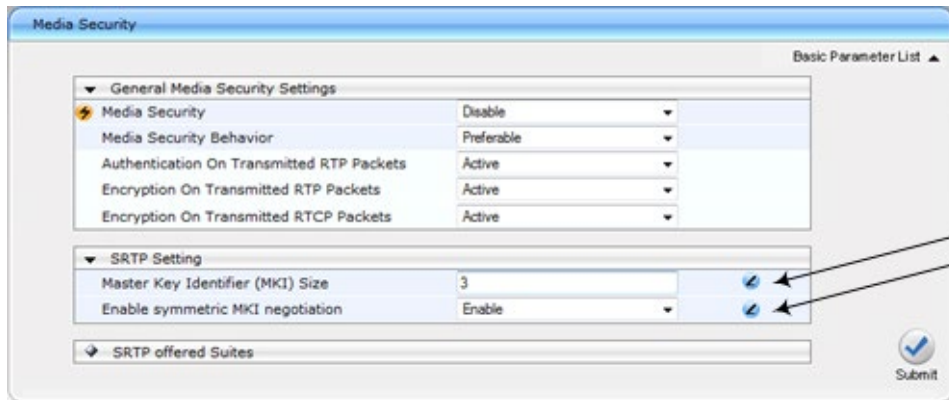 Media Security
Basic Parameter List
General Media Security Settings
Media Security Disable
Media Security Behavior Preferable
Authentication On Transmitted RTP Packets Active
Encryption On Transmitted RTP Packets Active
Encryption On Transmitted RTCP Packets Active
SRTP Setting
Master Key Identifier (MKI) Size 3
Enable symmetric MKI negotiation Enable
SRTP offered Suites
Submit